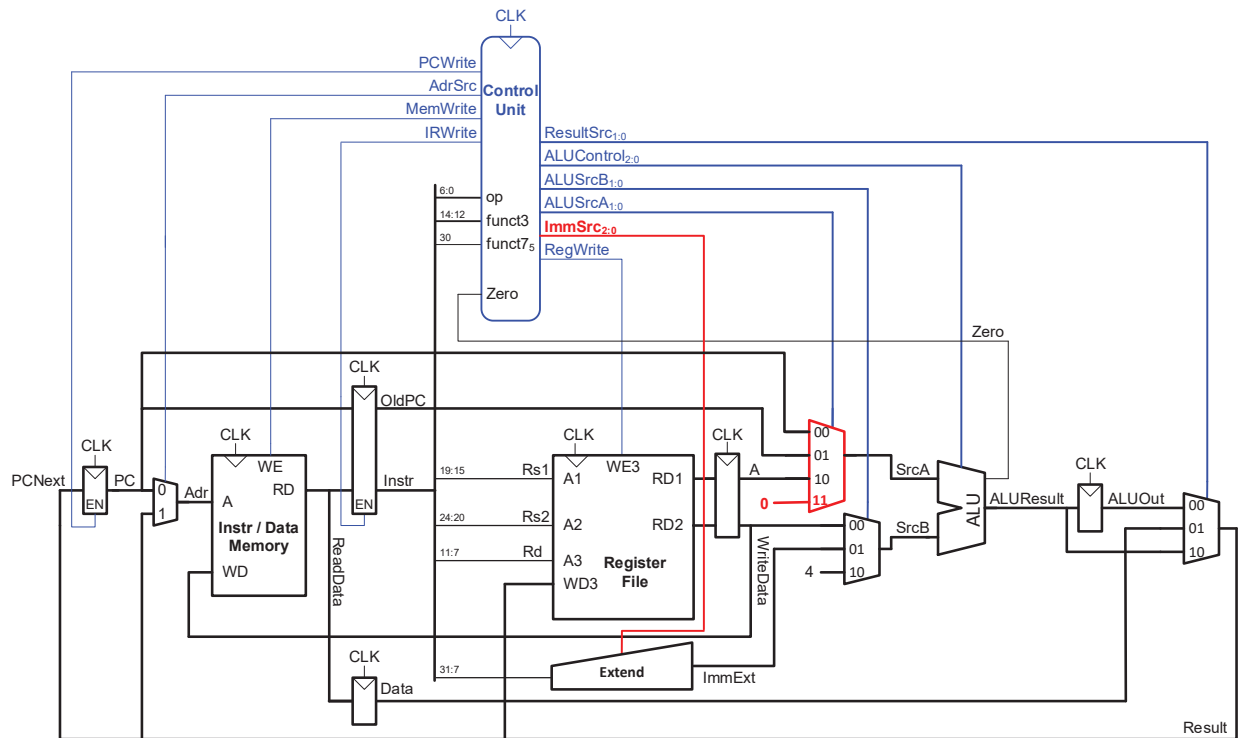 CLK
PCWrite
AdrSrc
MemWrite
IRWrite
Control
Unit
ResultSrc1:0
ALUControl2:0
ALUSrcB1:0
ALUSrcA1:0
ImmSrc2:0
RegWrite
6:0
op
14:12
funct3
30
funct75
Zero
Zero
CLK
OldPC
CLK
PCNext
EN
PC
0
1
Adr
CLK
WE
A
RD
Instr / Data
Memory
WD
ReadData
EN
Instr
19:15
Rs1
24:20
Rs2
11:7
Rd
CLK
WE3
A1
RD1
A2
RD2
A3
WD3
Register
File
CLK
A
WriteData
00
01
10
11
0
00
01
10
4
SrcA
SrcB
ALU
ALUResult
CLK
ALUOut
00
01
10
31:7
Extend
ImmExt
CLK
Data
Result